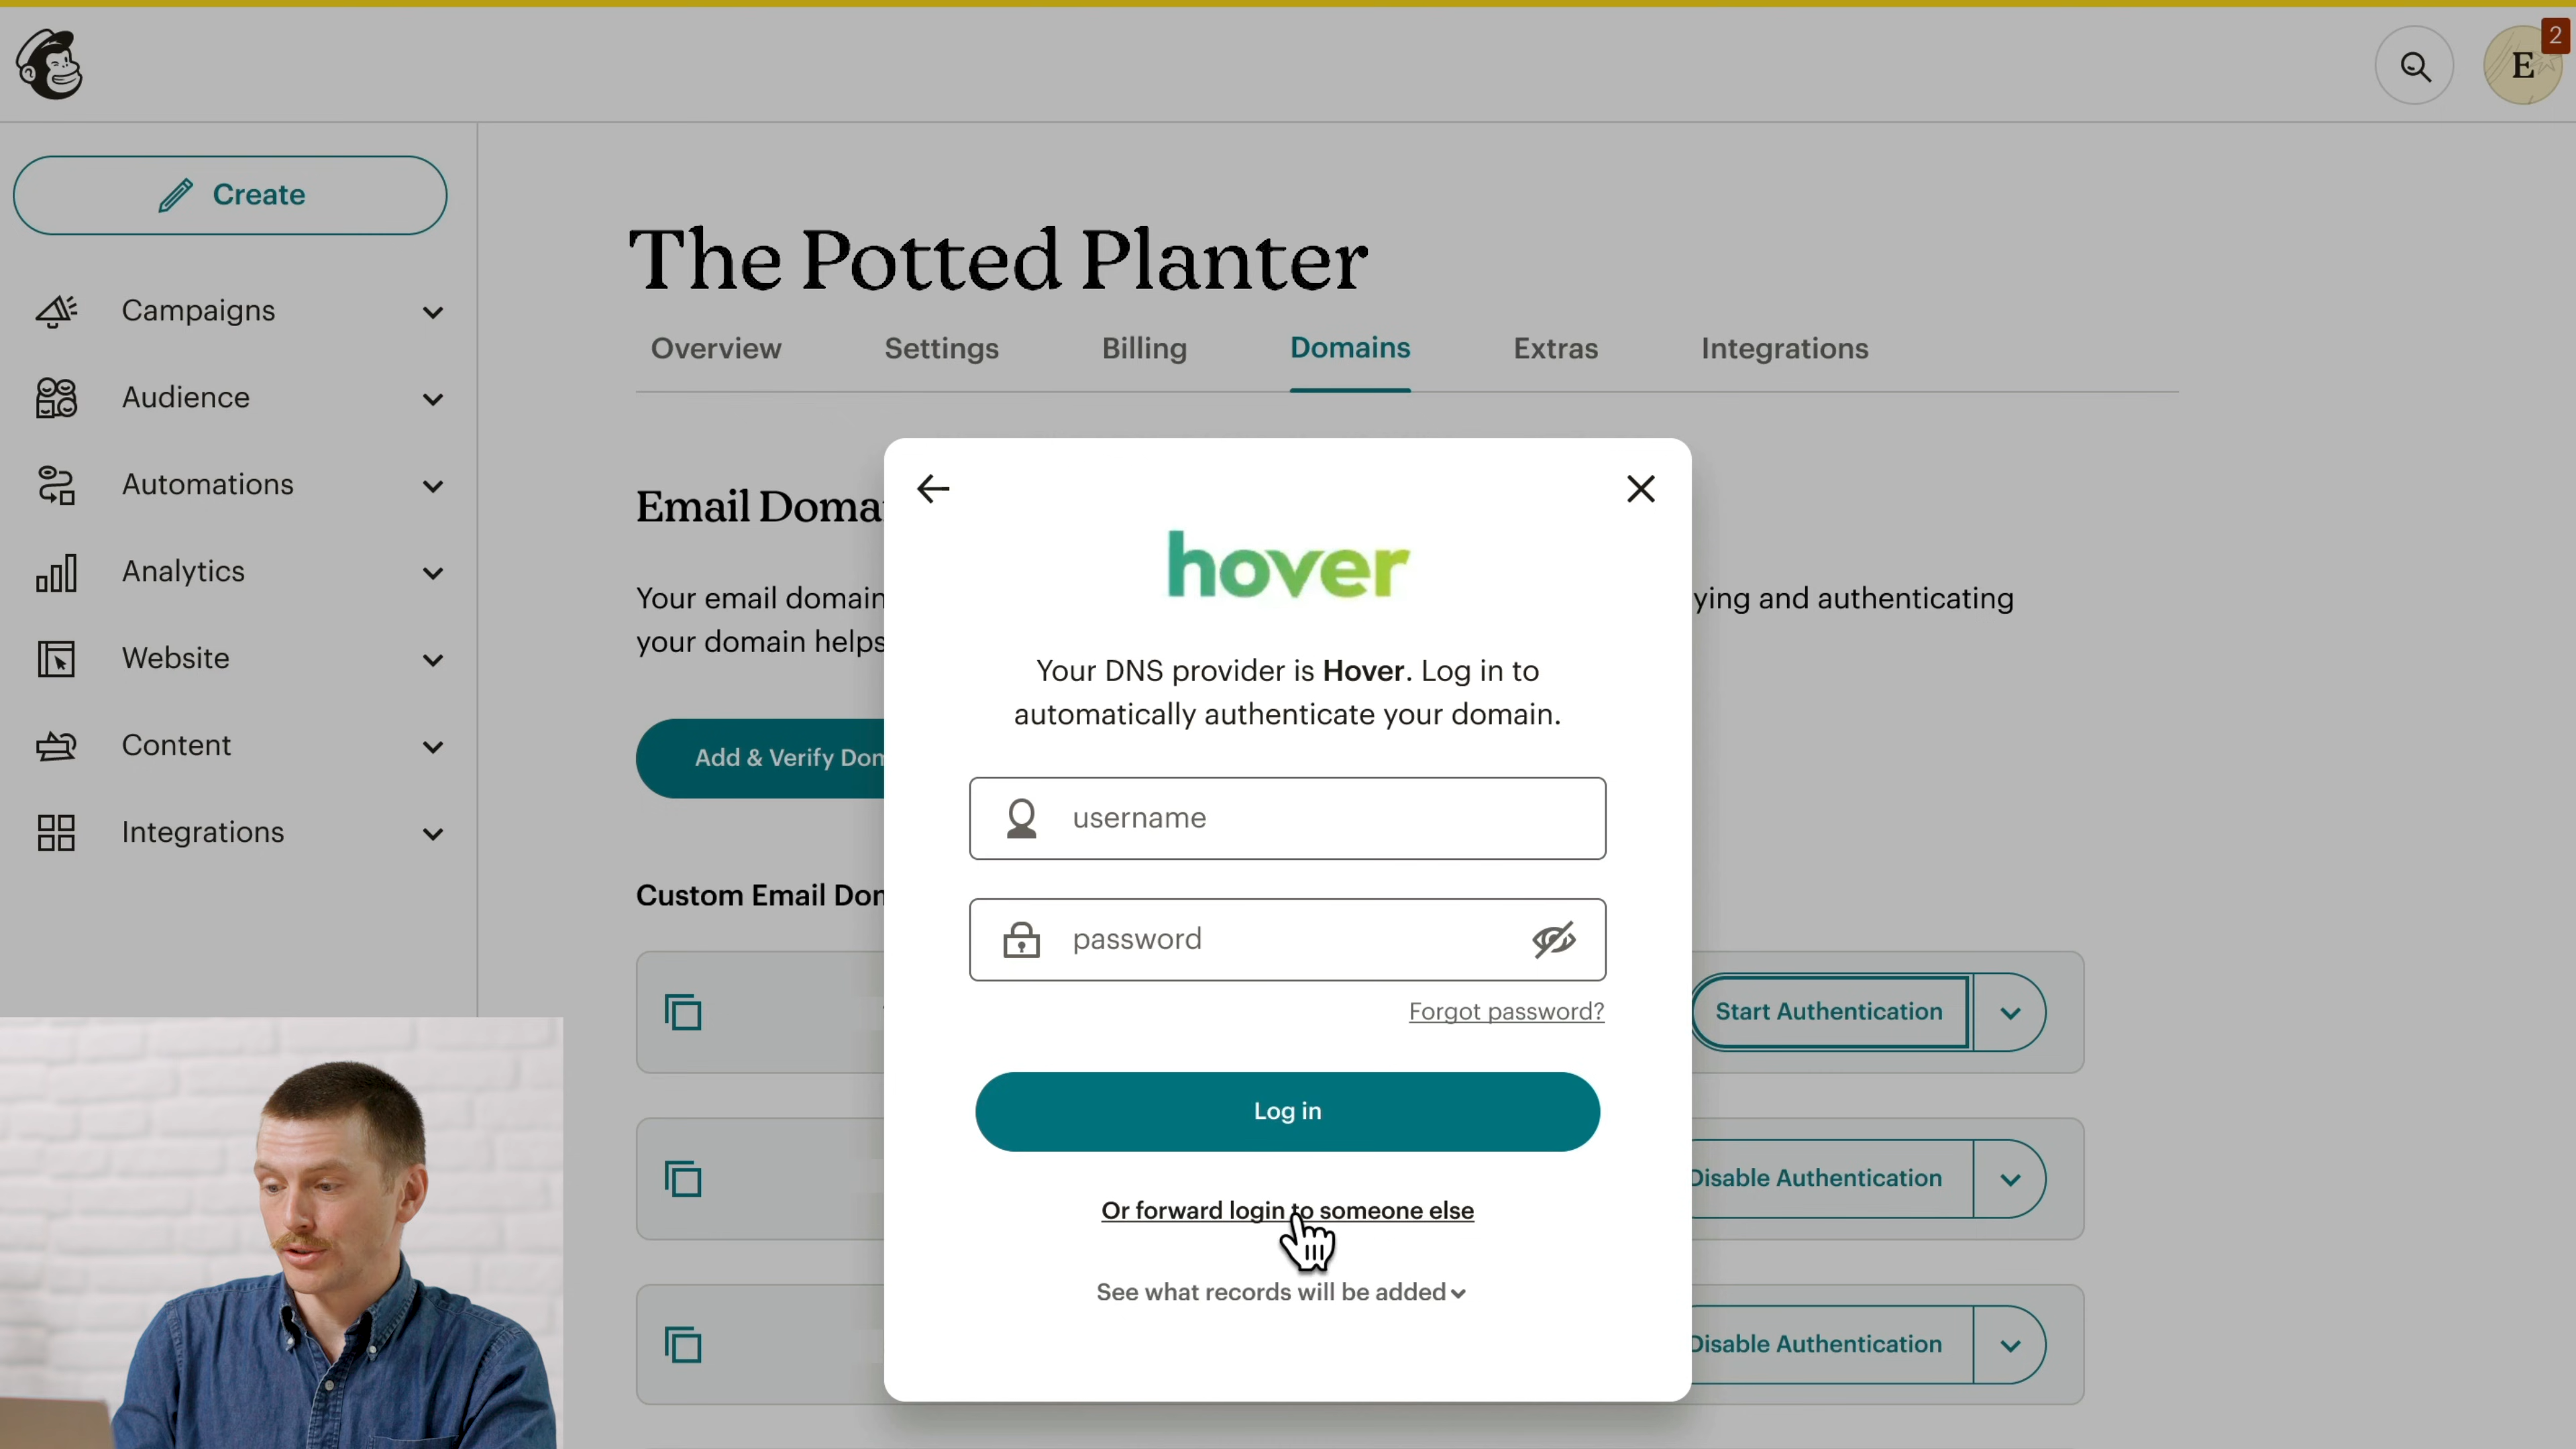 E
2
Create
Campaigns
Audience
Automations
Analytics
Website
Content
Integrations
The Potted Planter
Overview Settings Billing Domains Extras Integrations
Email
Your email domain ying and authenticating
your domain helps
Add & Verify
Custom Email
Start Authentication
Disable Authentication
Disable Authentication
hover
Your DNS provider is Hover. Log in to
automatically authenticate your domain.
username
password
Forgot password?
Log in
Or forward login to someone else
See what records will be added